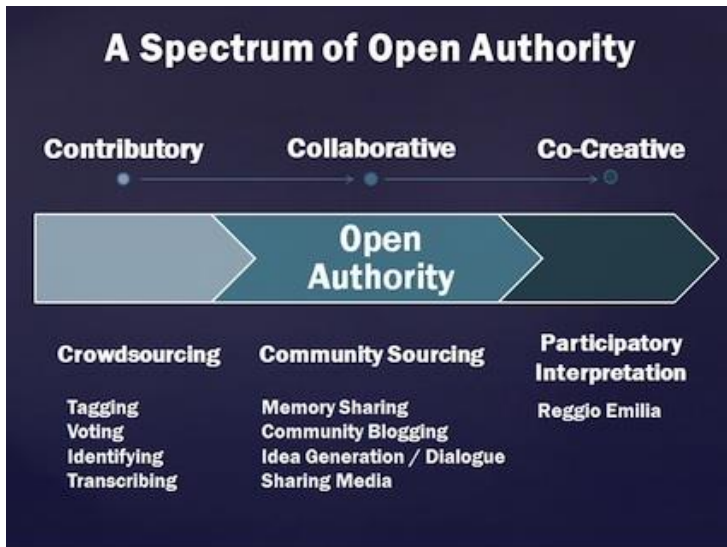 A Spectrum of Open Authority
Contributory
Collaborative
Co-Creative
Open
Authority
Crowdsourcing
Tagging
Voting
Identifying
Transcribing
Community Sourcing
Memory Sharing
Community Blogging
Idea Generation / Dialogue
Sharing Media
Participatory
Interpretation
Reggio Emilia